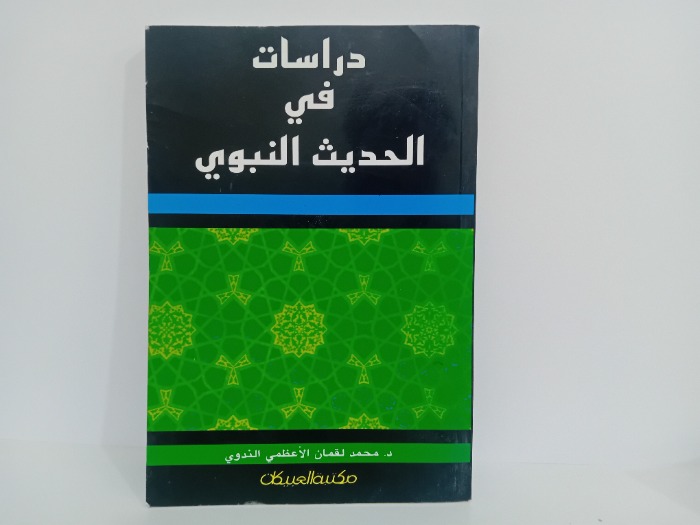 دراسات
في
الحديث النبوي
د. محمد لقمان الأعظمي الندوي
مكتبة العبيكان